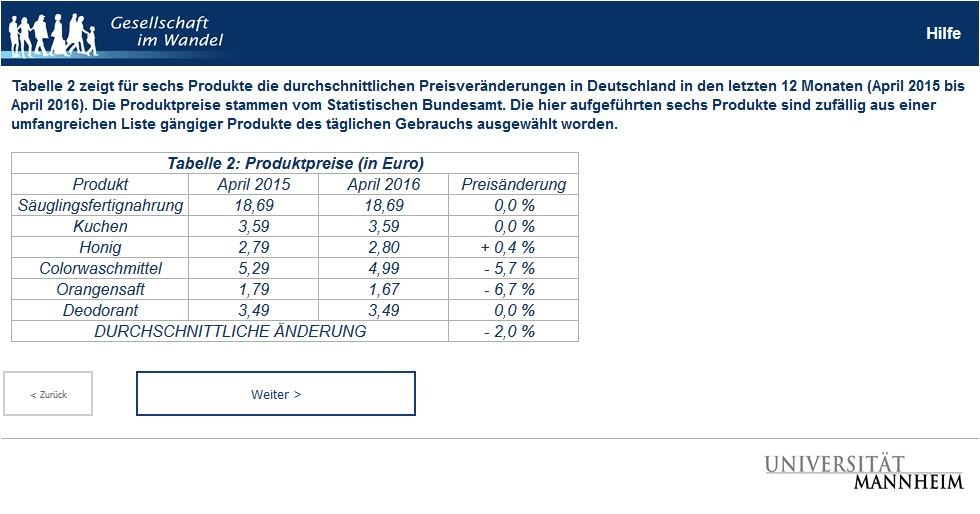 Gesellschaft
im Wandel
Hilfe
Tabelle 2 zeigt für sechs Produkte die durchschnittlichen Preisveränderungen in Deutschland in den letzten 12 Monaten (April 2015 bis
April 2016). Die Produktpreise stammen vom Statistischen Bundesamt. Die hier aufgeführten sechs Produkte sind zufällig aus einer
umfangreichen Liste gängiger Produkte des täglichen Gebrauchs ausgewählt worden.
Tabelle 2: Produktpreise (in Euro)
Produkt April 2015 April 2016 Preisänderung
Säuglingsfertignahrung 18,69 18,69 0,0 %
Kuchen 3,59 3,59 0,0 %
Honig 2,79 2,80 + 0,4 %
Colorwaschmittel 5,29 4,99 - 5,7 %
Orangensaft 1,79 1,67 - 6,7 %
Deodorant 3,49 3,49 0,0 %
DURCHSCHNITTLICHE ÄNDERUNG - 2,0 %
< Zurück Weiter >
UNIVERSITÄT
MANNHEIM